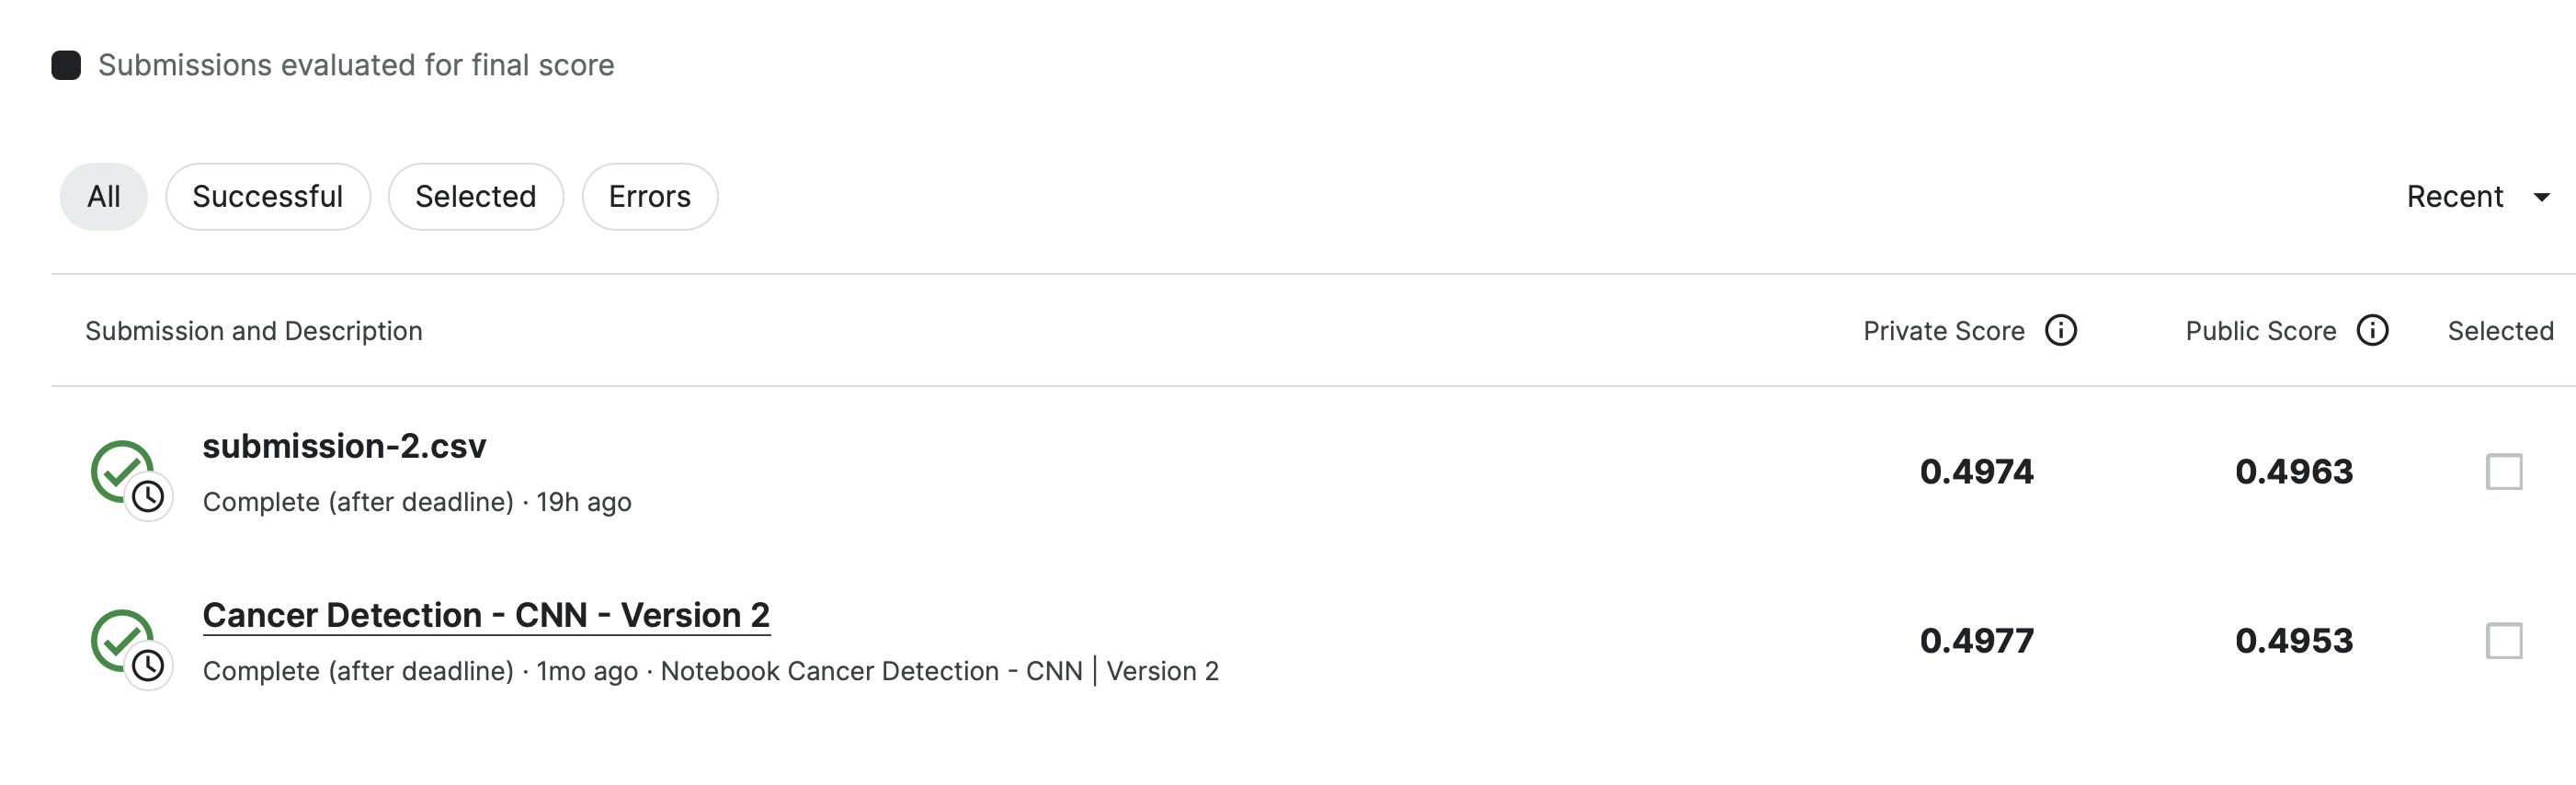 Submissions evaluated for final score
All Successful Selected Errors Recent
Submission and Description Private Score Public Score Selected
submission-2.csv
Complete (after deadline) · 19h ago
0.4974 0.4963
Cancer Detection - CNN - Version 2
Complete (after deadline) · 1mo ago · Notebook Cancer Detection - CNN | Version 2
0.4977 0.4953